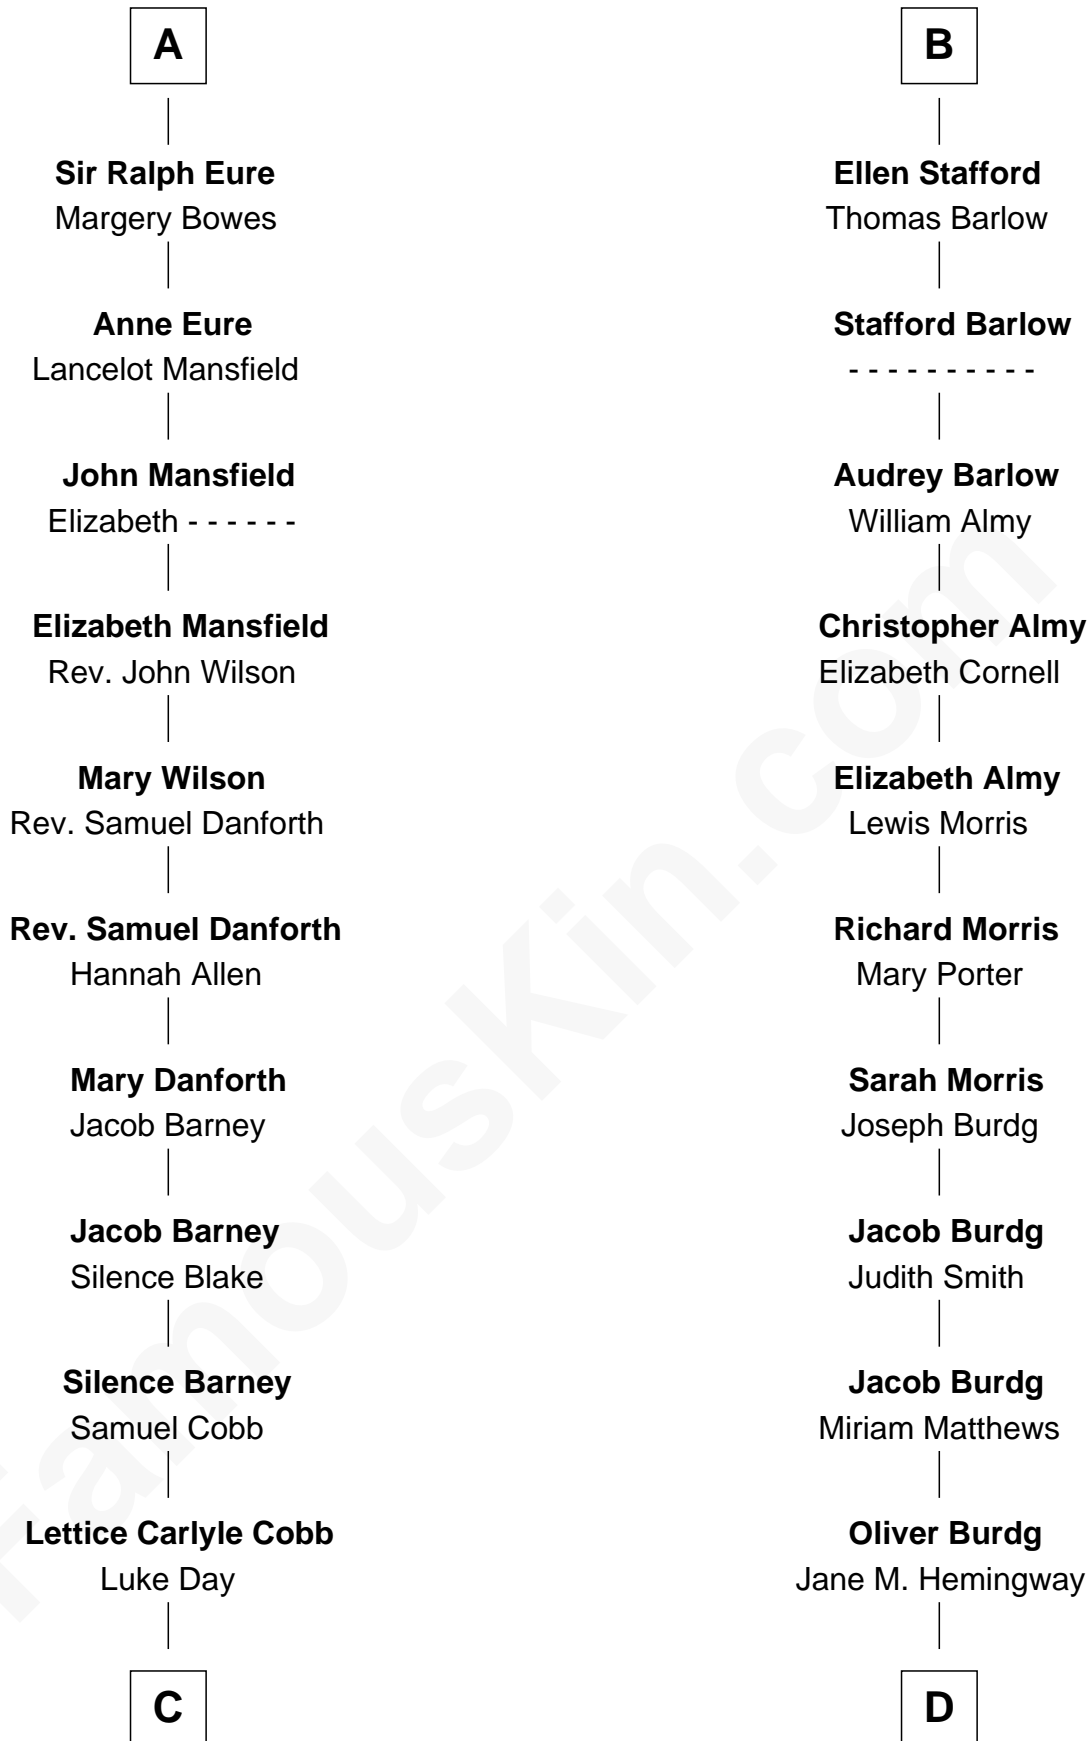 A
Sir Ralph Eure
Margery Bowes
Anne Eure
Lancelot Mansfield
John Mansfield
Elizabeth - - - - - -
Elizabeth Mansfield
Rev. John Wilson
Mary Wilson
Rev. Samuel Danforth
Rev. Samuel Danforth
Hannah Allen
Mary Danforth
Jacob Barney
Jacob Barney
Silence Blake
Silence Barney
Samuel Cobb
Lettice Carlyle Cobb
Luke Day
C
B
Ellen Stafford
Thomas Barlow
Stafford Barlow
- - - - - - - - - -
Audrey Barlow
William Almy
Christopher Almy
Elizabeth Cornell
Elizabeth Almy
Lewis Morris
Richard Morris
Mary Porter
Sarah Morris
Joseph Burdg
Jacob Burdg
Judith Smith
Jacob Burdg
Miriam Matthews
Oliver Burdg
Jane M. Hemingway
D
FamousKin.com